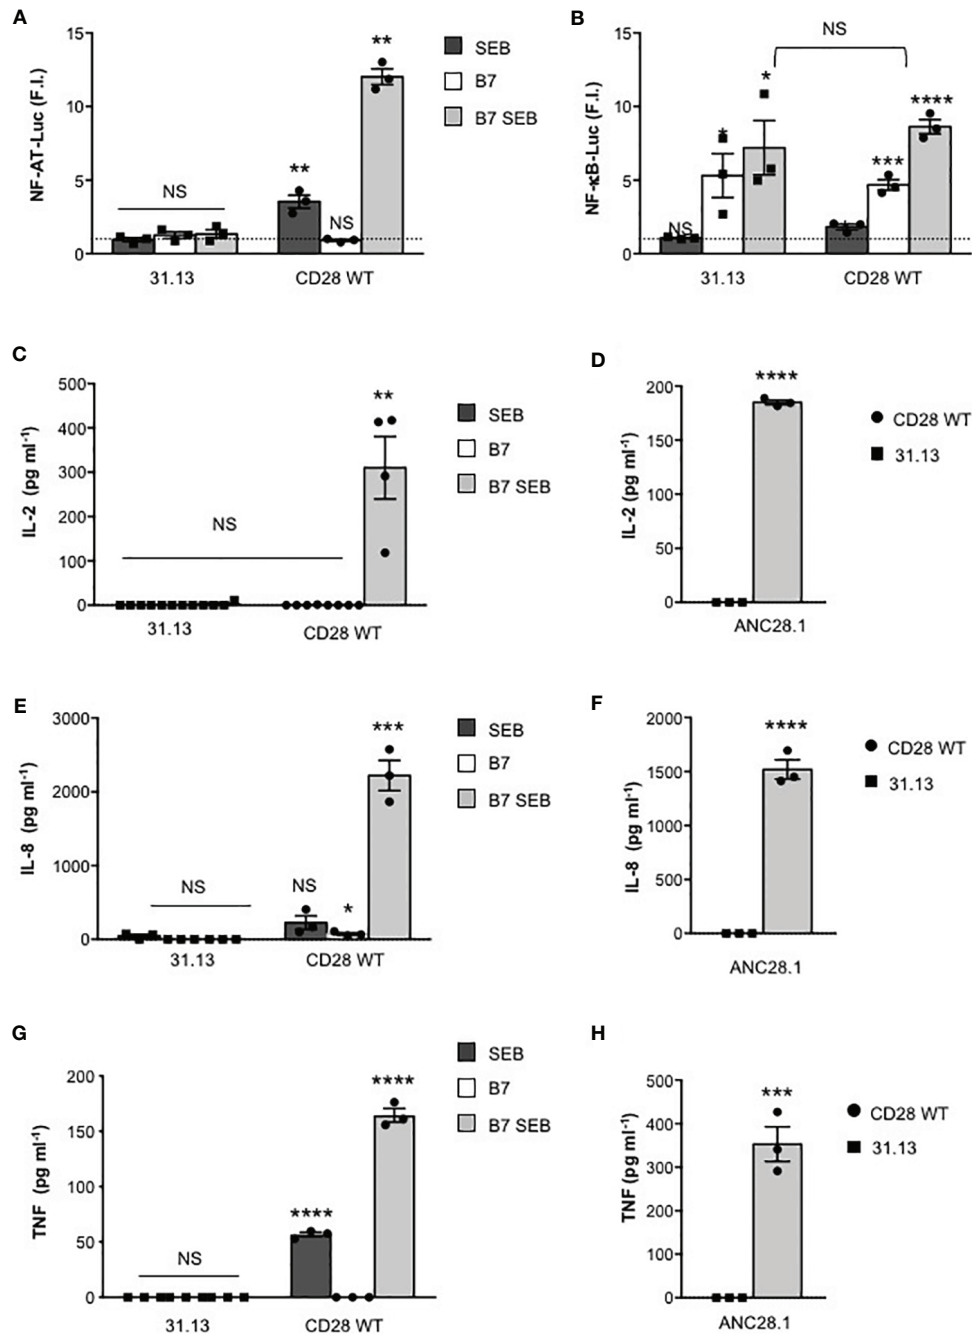 A
NF-AT-Luc (F.I.)
15
10
5
0
NS
**
NS
**
31.13
CD28 WT
SEB
B7
B7 SEB
B
NF-κB-Luc (F.I.)
15
10
5
0
NS
NS
*
*
***
****
31.13
CD28 WT
C
IL-2 (pg ml-1)
500
400
300
200
100
0
NS
**
31.13
CD28 WT
SEB
B7
B7 SEB
D
IL-2 (pg ml-1)
200
150
100
50
0
****
ANC28.1
CD28 WT
31.13
E
IL-8 (pg ml-1)
3000
2000
1000
0
NS
NS
*
***
31.13
CD28 WT
SEB
B7
B7 SEB
F
IL-8 (pg ml-1)
2000
1500
1000
500
0
****
ANC28.1
CD28 WT
31.13
G
TNF (pg ml-1)
200
150
100
50
0
NS
****
****
31.13
CD28 WT
SEB
B7
B7 SEB
H
TNF (pg ml-1)
500
400
300
200
100
0
***
ANC28.1
CD28 WT
31.13